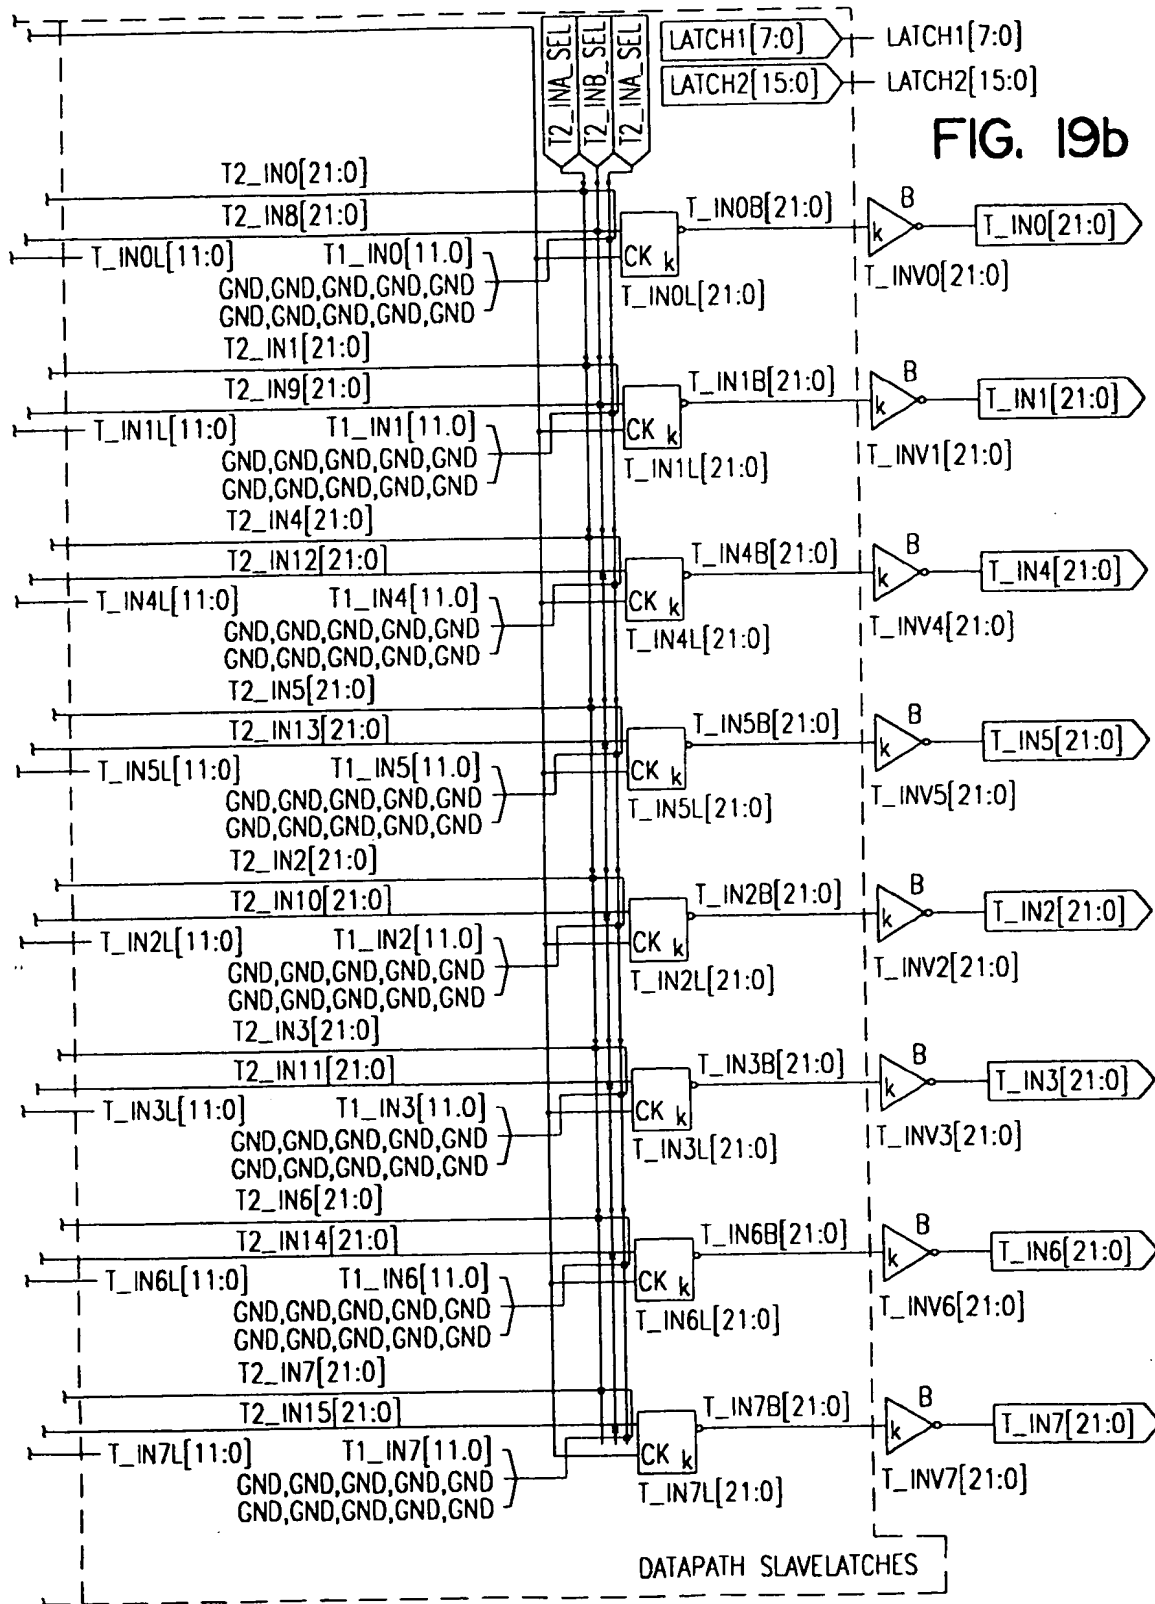 T2_INA_SEL
T2_INB_SEL
T2_INA_SEL
LATCH1[7:0] LATCH1[7:0]
LATCH2[15:0] LATCH2[15:0]
FIG. 19b
T2_IN0[21:0]
T2_IN8[21:0] T_IN0B[21:0] B
T_IN0L[11:0] T1_IN0[11.0] CK k k T_IN0[21:0]
GND,GND,GND,GND,GND T_IN0L[21:0] T_INV0[21:0]
GND,GND,GND,GND,GND
T2_IN1[21:0]
T2_IN9[21:0] T_IN1B[21:0] B
T_IN1L[11:0] T1_IN1[11.0] CK k k T_IN1[21:0]
GND,GND,GND,GND,GND T_IN1L[21:0] T_INV1[21:0]
GND,GND,GND,GND,GND
T2_IN4[21:0]
T2_IN12[21:0] T_IN4B[21:0] B
T_IN4L[11:0] T1_IN4[11.0] CK k k T_IN4[21:0]
GND,GND,GND,GND,GND T_IN4L[21:0] T_INV4[21:0]
GND,GND,GND,GND,GND
T2_IN5[21:0]
T2_IN13[21:0] T_IN5B[21:0] B
T_IN5L[11:0] T1_IN5[11.0] CK k k T_IN5[21:0]
GND,GND,GND,GND,GND T_IN5L[21:0] T_INV5[21:0]
GND,GND,GND,GND,GND
T2_IN2[21:0]
T2_IN10[21:0] T_IN2B[21:0] B
T_IN2L[11:0] T1_IN2[11.0] CK k k T_IN2[21:0]
GND,GND,GND,GND,GND T_IN2L[21:0] T_INV2[21:0]
GND,GND,GND,GND,GND
T2_IN3[21:0]
T2_IN11[21:0] T_IN3B[21:0] B
T_IN3L[11:0] T1_IN3[11.0] CK k k T_IN3[21:0]
GND,GND,GND,GND,GND T_IN3L[21:0] T_INV3[21:0]
GND,GND,GND,GND,GND
T2_IN6[21:0]
T2_IN14[21:0] T_IN6B[21:0] B
T_IN6L[11:0] T1_IN6[11.0] CK k k T_IN6[21:0]
GND,GND,GND,GND,GND T_IN6L[21:0] T_INV6[21:0]
GND,GND,GND,GND,GND
T2_IN7[21:0]
T2_IN15[21:0] T_IN7B[21:0] B
T_IN7L[11:0] T1_IN7[11.0] CK k k T_IN7[21:0]
GND,GND,GND,GND,GND T_IN7L[21:0] T_INV7[21:0]
GND,GND,GND,GND,GND
DATAPATH SLAVELATCHES